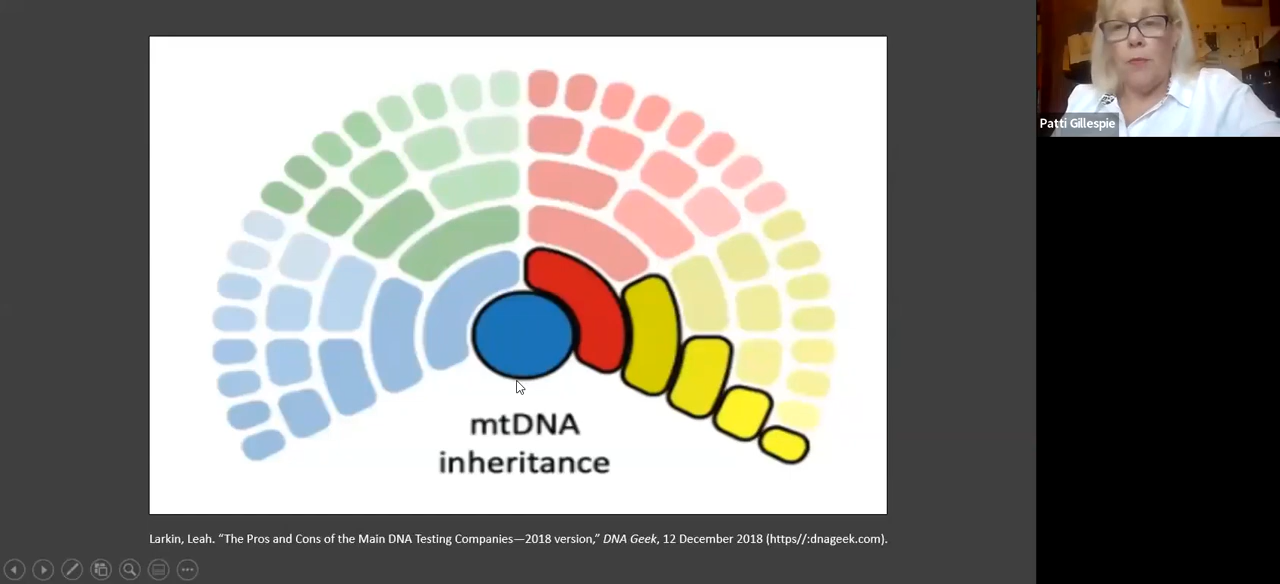 Patti Gillespie
mtDNA
inheritance
Larkin, Leah. “The Pros and Cons of the Main DNA Testing Companies—2018 version,” DNA Geek, 12 December 2018 (https//:dnageek.com).